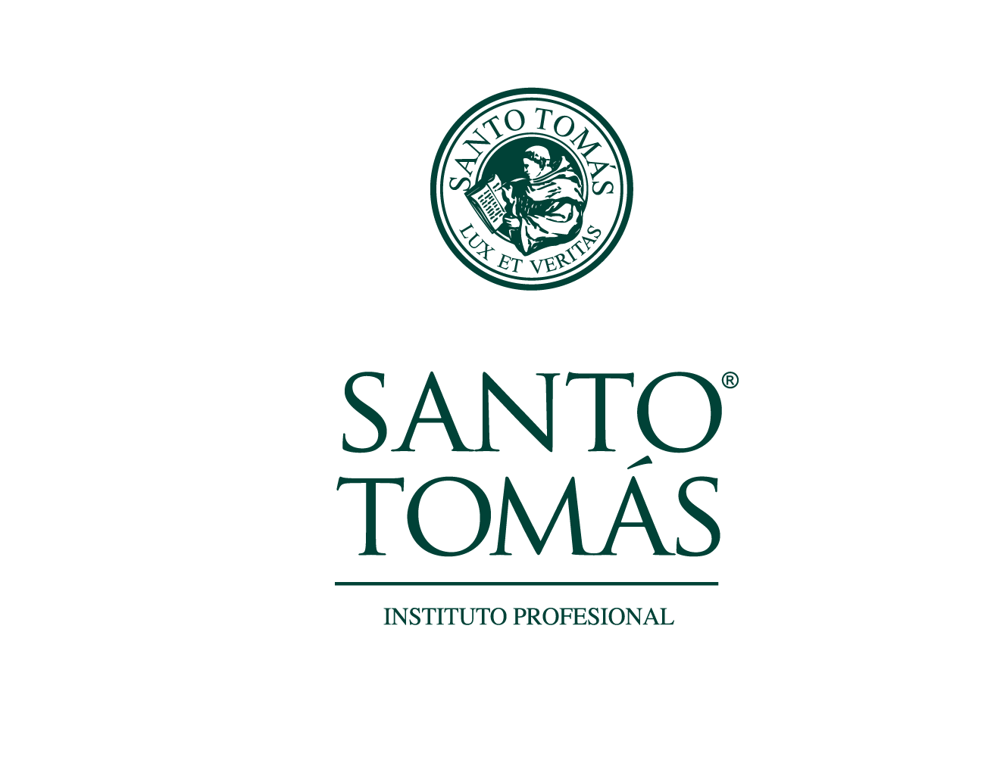 SANTO TOMÁS
LUX ET VERITAS
SANTO®
TOMÁS
INSTITUTO PROFESIONAL